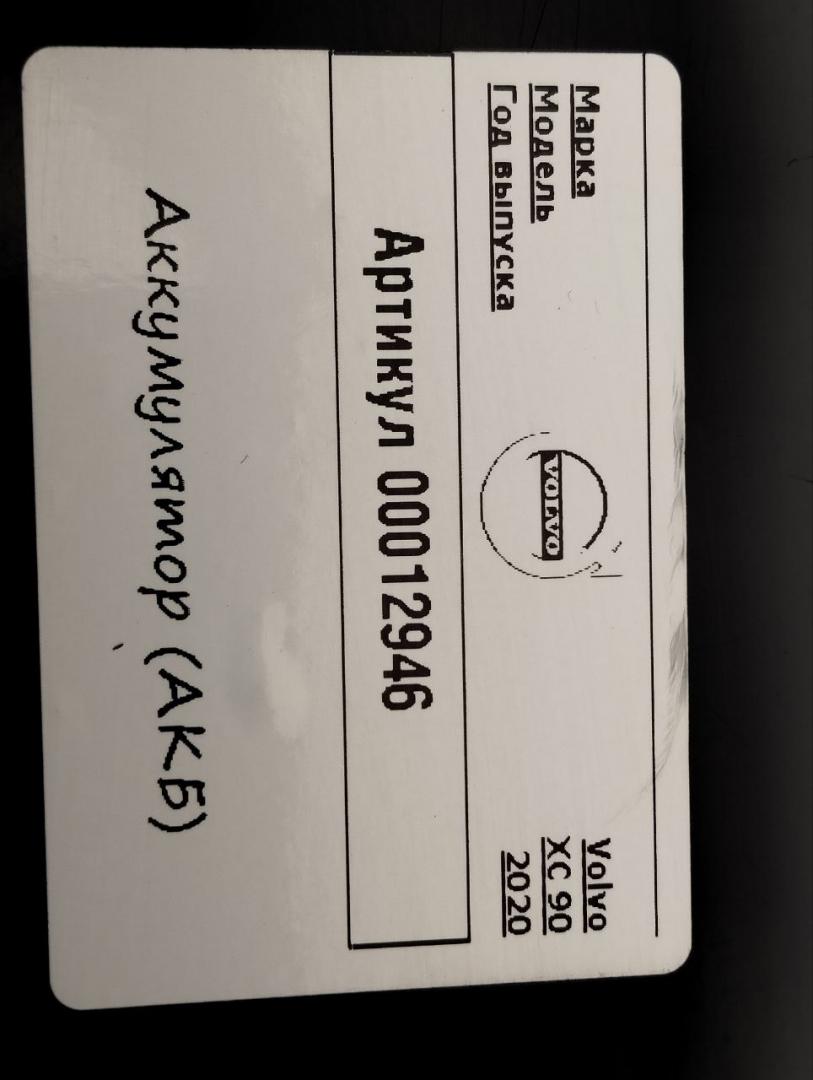 Марка Volvo
Модель XC 90
Год выпуска 2020
VOLVO
Артикул 00012946
Аккумулятор (АКБ)